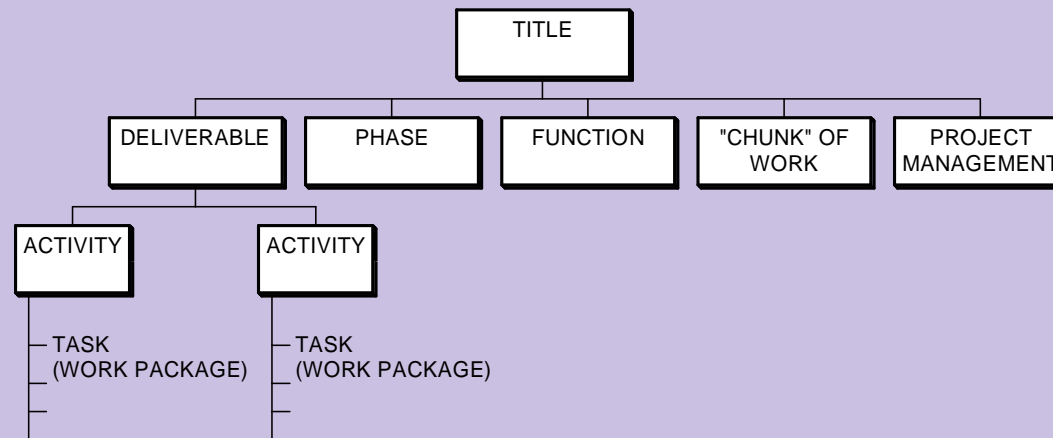 TITLE
DELIVERABLE
PHASE
FUNCTION
"CHUNK" OF
WORK
PROJECT
MANAGEMENT
ACTIVITY
ACTIVITY
TASK
(WORK PACKAGE)
TASK
(WORK PACKAGE)